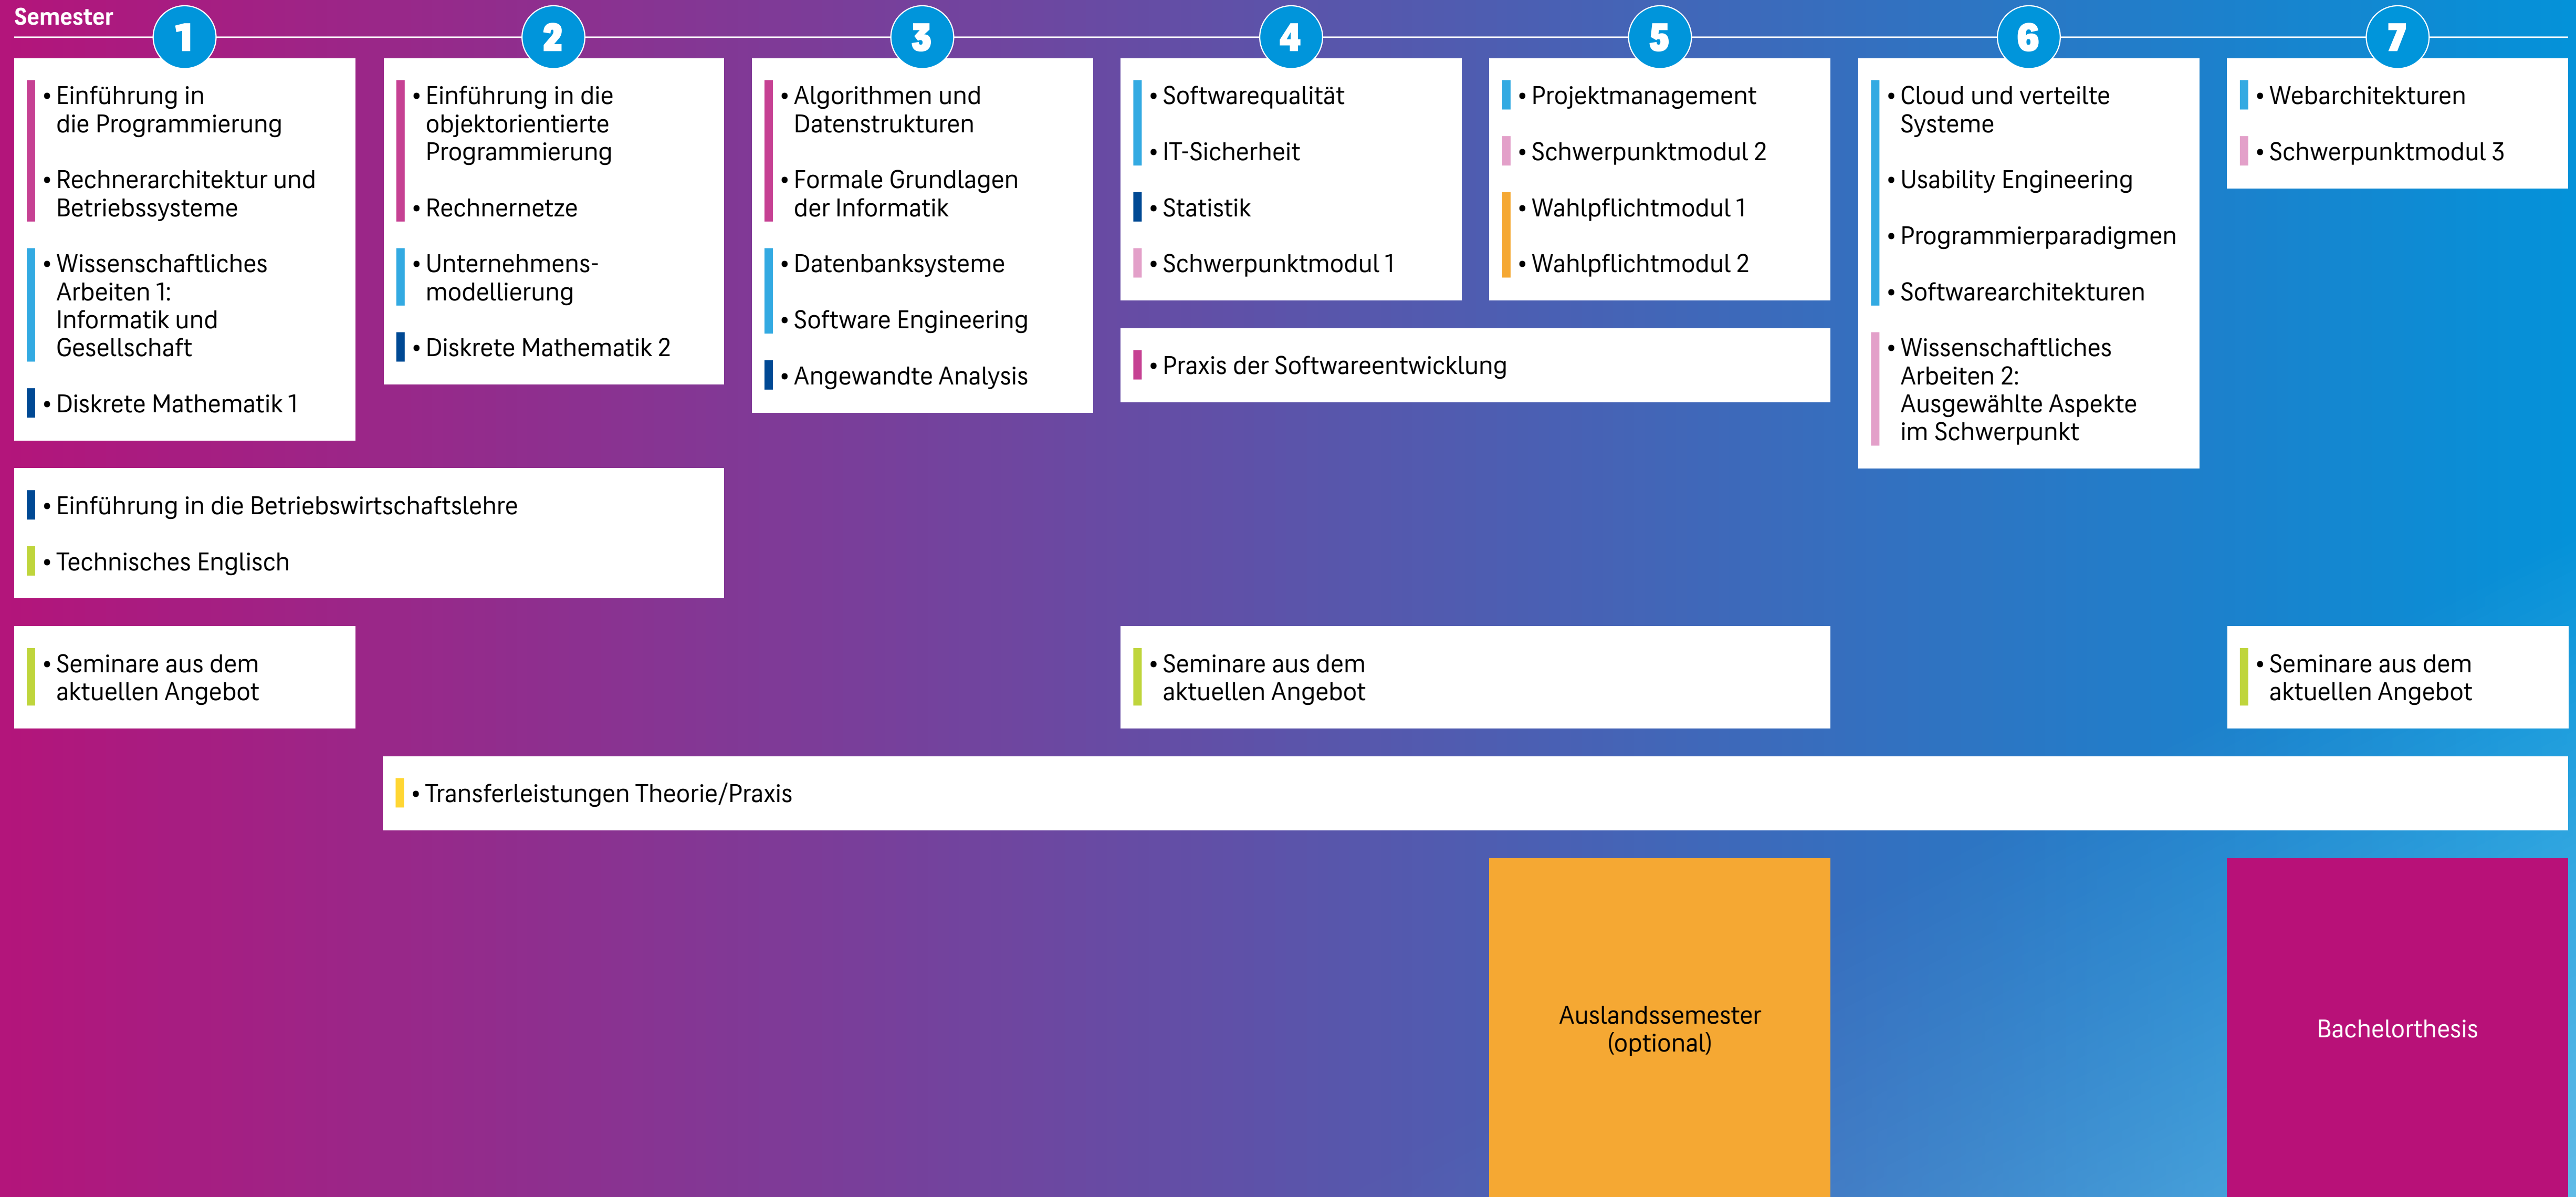 Semester
1
2
3
4
5
6
7
• Einführung in
die Programmierung
• Rechnerarchitektur und
Betriebssysteme
• Wissenschaftliches
Arbeiten 1:
Informatik und
Gesellschaft
• Diskrete Mathematik 1
• Einführung in die
objektorientierte
Programmierung
• Rechnernetze
• Unternehmens-
modellierung
• Diskrete Mathematik 2
• Algorithmen und
Datenstrukturen
• Formale Grundlagen
der Informatik
• Datenbanksysteme
• Software Engineering
• Angewandte Analysis
• Softwarequalität
• IT-Sicherheit
• Statistik
• Schwerpunktmodul 1
• Projektmanagement
• Schwerpunktmodul 2
• Wahlpflichtmodul 1
• Wahlpflichtmodul 2
• Cloud und verteilte
Systeme
• Usability Engineering
• Programmierparadigmen
• Softwarearchitekturen
• Wissenschaftliches
Arbeiten 2:
Ausgewählte Aspekte
im Schwerpunkt
• Webarchitekturen
• Schwerpunktmodul 3
• Praxis der Softwareentwicklung
• Einführung in die Betriebswirtschaftslehre
• Technisches Englisch
• Seminare aus dem
aktuellen Angebot
• Seminare aus dem
aktuellen Angebot
• Seminare aus dem
aktuellen Angebot
• Transferleistungen Theorie/Praxis
Auslandssemester
(optional)
Bachelorthesis